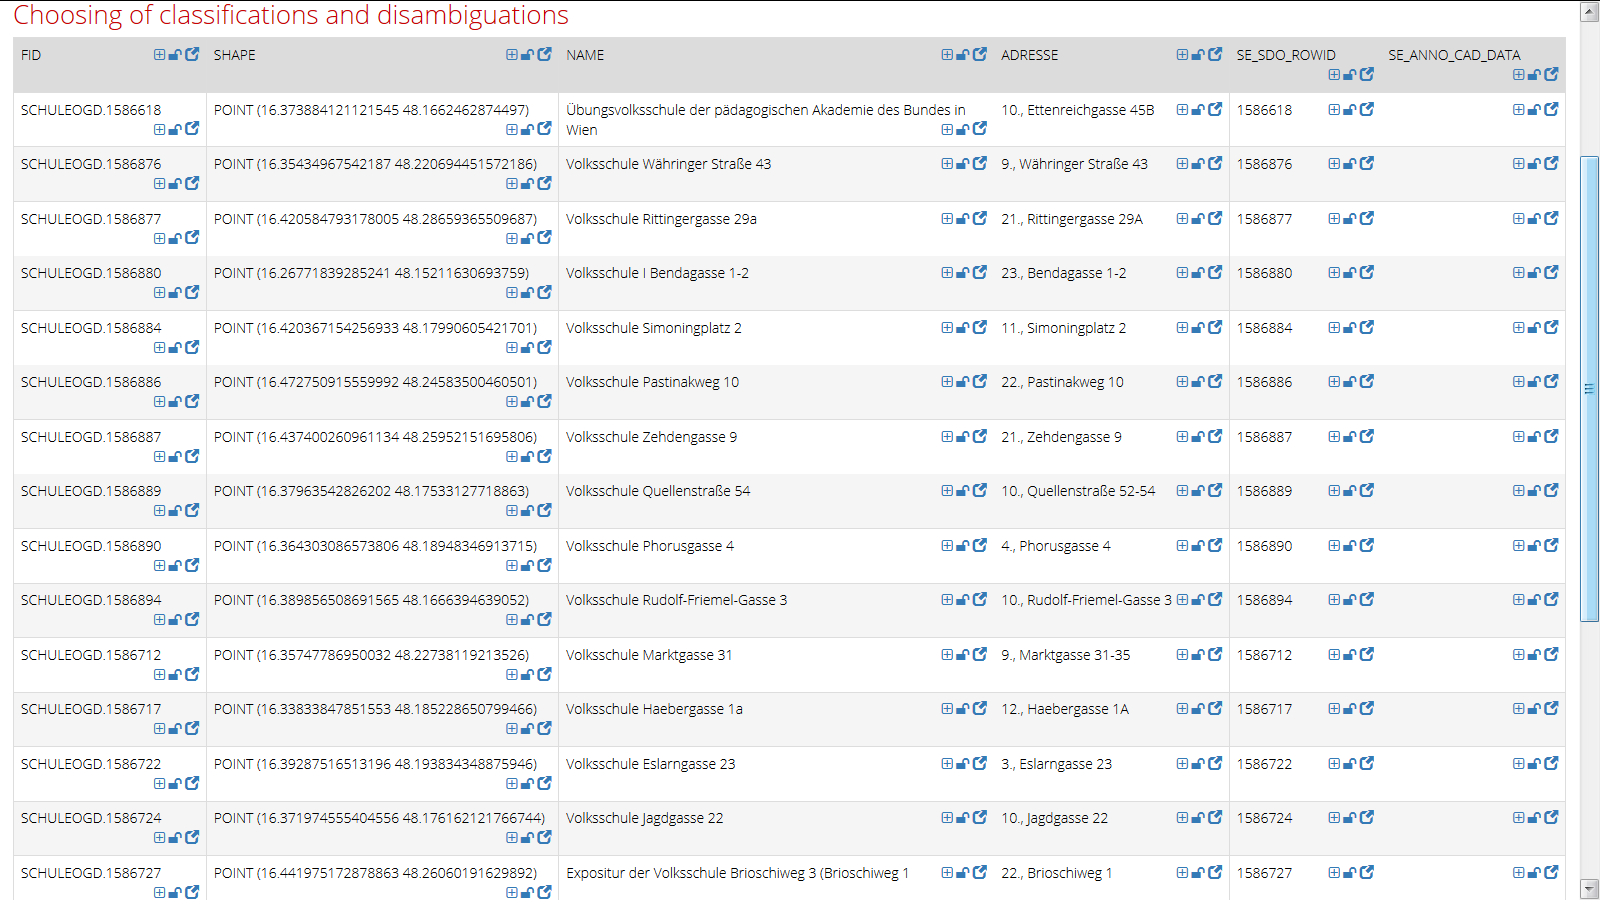 Choosing of classifications and disambiguations
FID SHAPE NAME ADRESSE SE_SDO_ROWID SE_ANNO_CAD_DATA
SCHULEOGD.1586618 POINT (16.373884121121545 48.1662462874497) Übungsvolksschule der pädagogischen Akademie des Bundes in 10., Ettenreichgasse 45B 1586618
Wien
SCHULEOGD.1586876 POINT (16.35434967542187 48.220694451572186) Volksschule Währinger Straße 43 9., Währinger Straße 43 1586876
SCHULEOGD.1586877 POINT (16.420584793178005 48.28659365509687) Volksschule Rittingergasse 29a 21., Rittingergasse 29A 1586877
SCHULEOGD.1586880 POINT (16.26771839285241 48.15211630693759) Volksschule I Bendagasse 1-2 23., Bendagasse 1-2 1586880
SCHULEOGD.1586884 POINT (16.420367154256933 48.17990605421701) Volksschule Simoningplatz 2 11., Simoningplatz 2 1586884
SCHULEOGD.1586886 POINT (16.472750915559992 48.24583500460501) Volksschule Pastinakweg 10 22., Pastinakweg 10 1586886
SCHULEOGD.1586887 POINT (16.437400260961134 48.25952151695806) Volksschule Zehdengasse 9 21., Zehdengasse 9 1586887
SCHULEOGD.1586889 POINT (16.37963542826202 48.17533127718863) Volksschule Quellenstraße 54 10., Quellenstraße 52-54 1586889
SCHULEOGD.1586890 POINT (16.364303086573806 48.18948346913715) Volksschule Phorusgasse 4 4., Phorusgasse 4 1586890
SCHULEOGD.1586894 POINT (16.389856508691565 48.1666394639052) Volksschule Rudolf-Friemel-Gasse 3 10., Rudolf-Friemel-Gasse 3 1586894
SCHULEOGD.1586712 POINT (16.35747786950032 48.22738119213526) Volksschule Marktgasse 31 9., Marktgasse 31-35 1586712
SCHULEOGD.1586717 POINT (16.33833847851553 48.185228650799466) Volksschule Haebergasse 1a 12., Haebergasse 1A 1586717
SCHULEOGD.1586722 POINT (16.39287516513196 48.193834348875946) Volksschule Eslarngasse 23 3., Eslarngasse 23 1586722
SCHULEOGD.1586724 POINT (16.371974555404556 48.176162121766744) Volksschule Jagdgasse 22 10., Jagdgasse 22 1586724
SCHULEOGD.1586727 POINT (16.441975172878863 48.26060191629892) Expositur der Volksschule Brioschiweg 3 (Brioschiweg 1 22., Brioschiweg 1 1586727